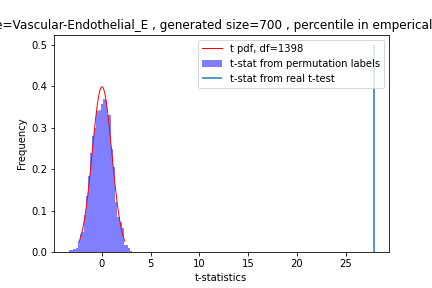 =Vascular-Endothelial_E , generated size=700 , percentile in emperical
t pdf, df=1398
t-stat from permutation labels
t-stat from real t-test
Frequency
0.5
0.4
0.3
0.2
0.1
0.0
0 5 10 15 20 25
t-statistics